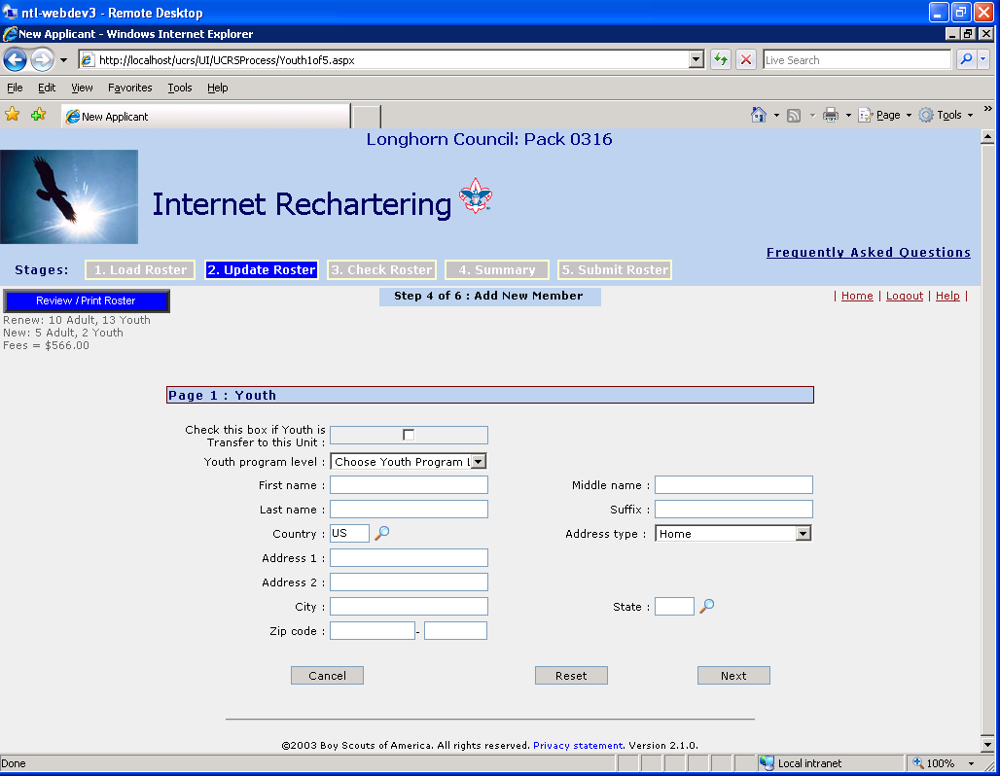 ntl-webdev3 - Remote Desktop
New Applicant - Windows Internet Explorer
http://localhost/ucrs/UI/UCRSProcess/Youth1of5.aspx
Live Search
File Edit View Favorites Tools Help
New Applicant
Page Tools »
Longhorn Council: Pack 0316
Internet Rechartering
Frequently Asked Questions
Stages: 1. Load Roster 2. Update Roster 3. Check Roster 4. Summary 5. Submit Roster
Review / Print Roster
Step 4 of 6 : Add New Member
| Home | Logout | Help |
Renew: 10 Adult, 13 Youth
New: 5 Adult, 2 Youth
Fees = $566.00
Page 1 : Youth
Check this box if Youth is
Transfer to this Unit :
Youth program level : Choose Youth Program L
First name : Middle name :
Last name : Suffix :
Country : US Address type : Home
Address 1 :
Address 2 :
City : State :
Zip code : -
Cancel Reset Next
©2003 Boy Scouts of America. All rights reserved. Privacy statement. Version 2.1.0.
Done Local intranet 100%